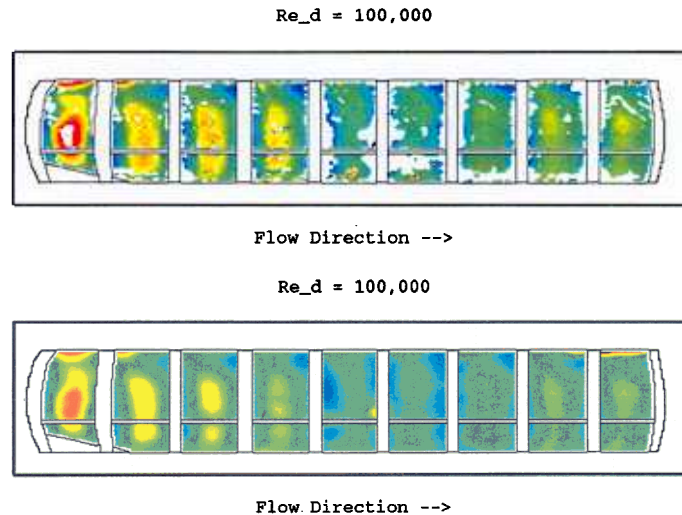 Re_d = 100,000
Flow Direction -->
Re_d = 100,000
Flow Direction -->